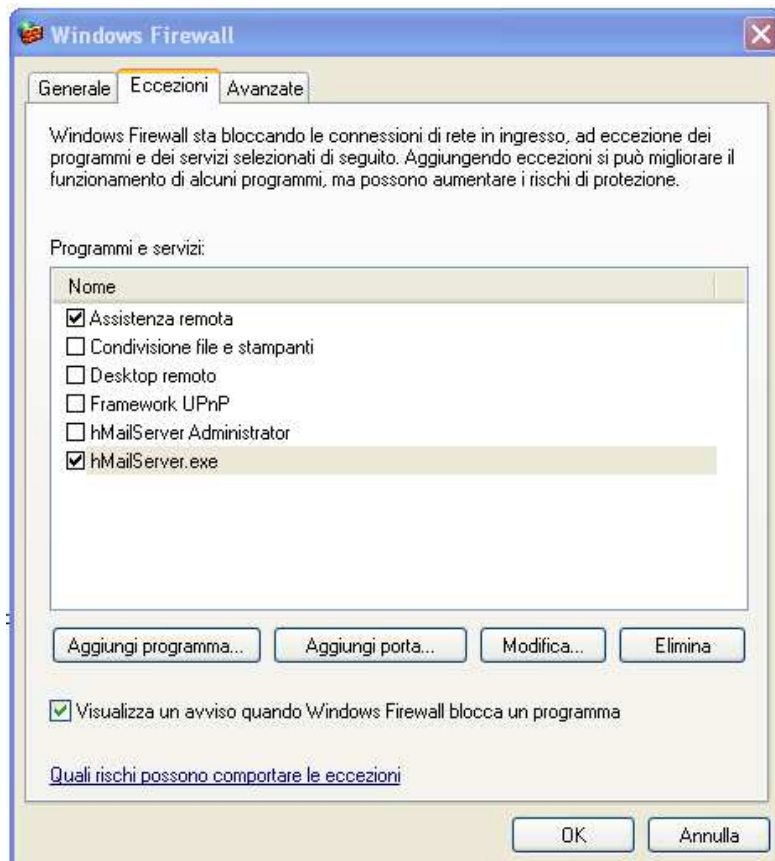 Windows Firewall
Generale Eccezioni Avanzate
Windows Firewall sta bloccando le connessioni di rete in ingresso, ad eccezione dei
programmi e dei servizi selezionati di seguito. Aggiungendo eccezioni si può migliorare il
funzionamento di alcuni programmi, ma possono aumentare i rischi di protezione.
Programmi e servizi:
Nome
Assistenza remota
Condivisione file e stampanti
Desktop remoto
Framework UPnP
hMailServer Administrator
hMailServer.exe
Aggiungi programma... Aggiungi porta... Modifica... Elimina
Visualizza un avviso quando Windows Firewall blocca un programma
Quali rischi possono comportare le eccezioni
OK Annulla